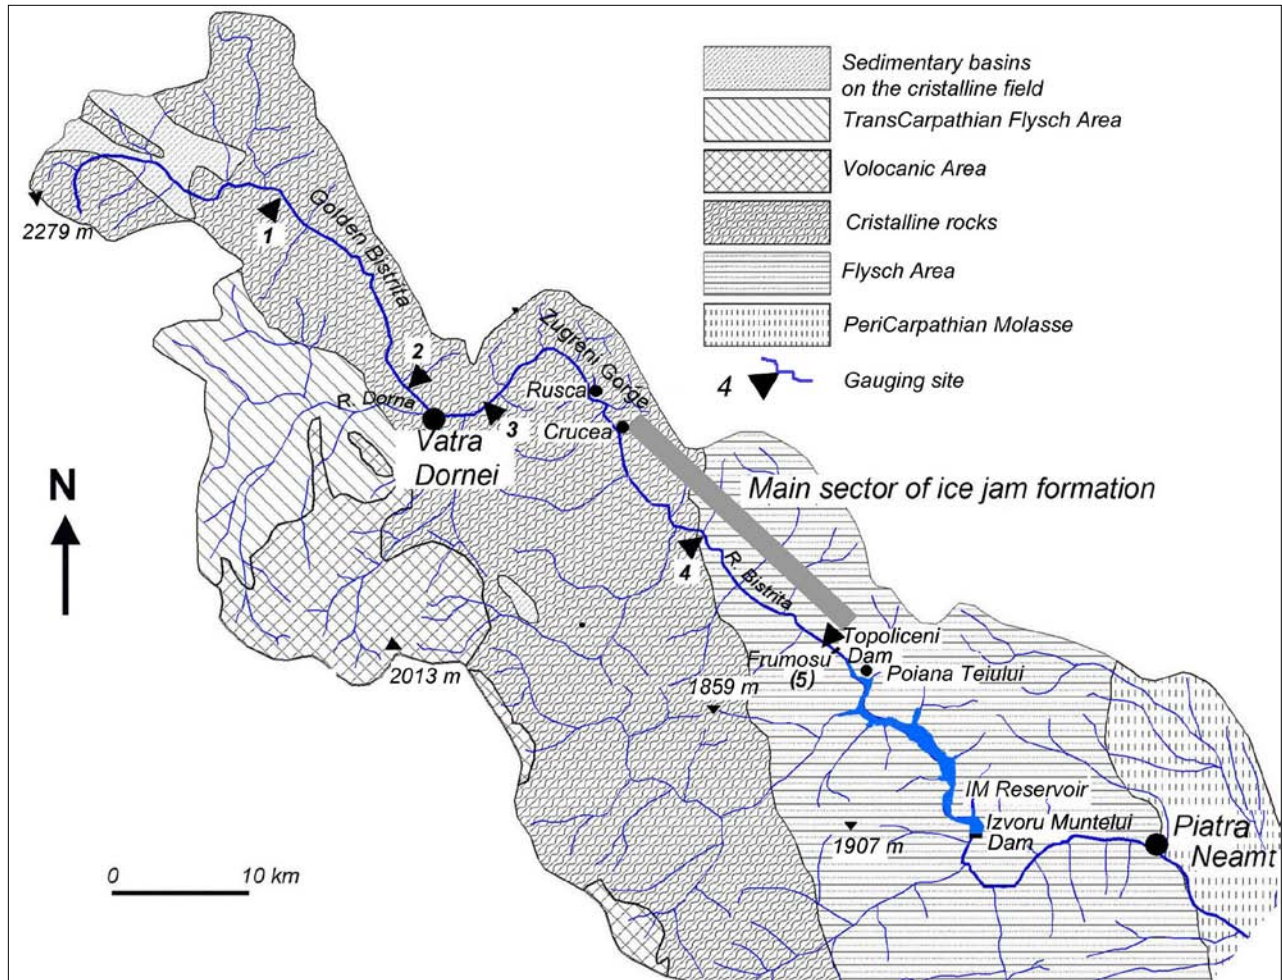 Sedimentary basins
on the cristalline field
TransCarpathian Flysch Area
Volocanic Area
Cristalline rocks
Flysch Area
PeriCarpathian Molasse
4
Gauging site
2279 m
1
Golden Bistrita
2
R. Dorna
Vatra
Dornei
3
Zugreni Gorge
Rusca
Crucea
N
Main sector of ice jam formation
4
R. Bistrita
Topoliceni
Dam
Frumosu
(5)
Poiana Teiului
2013 m
1859 m
IM Reservoir
Izvoru Muntelui
Dam
1907 m
Piatra
Neamt
0
10 km